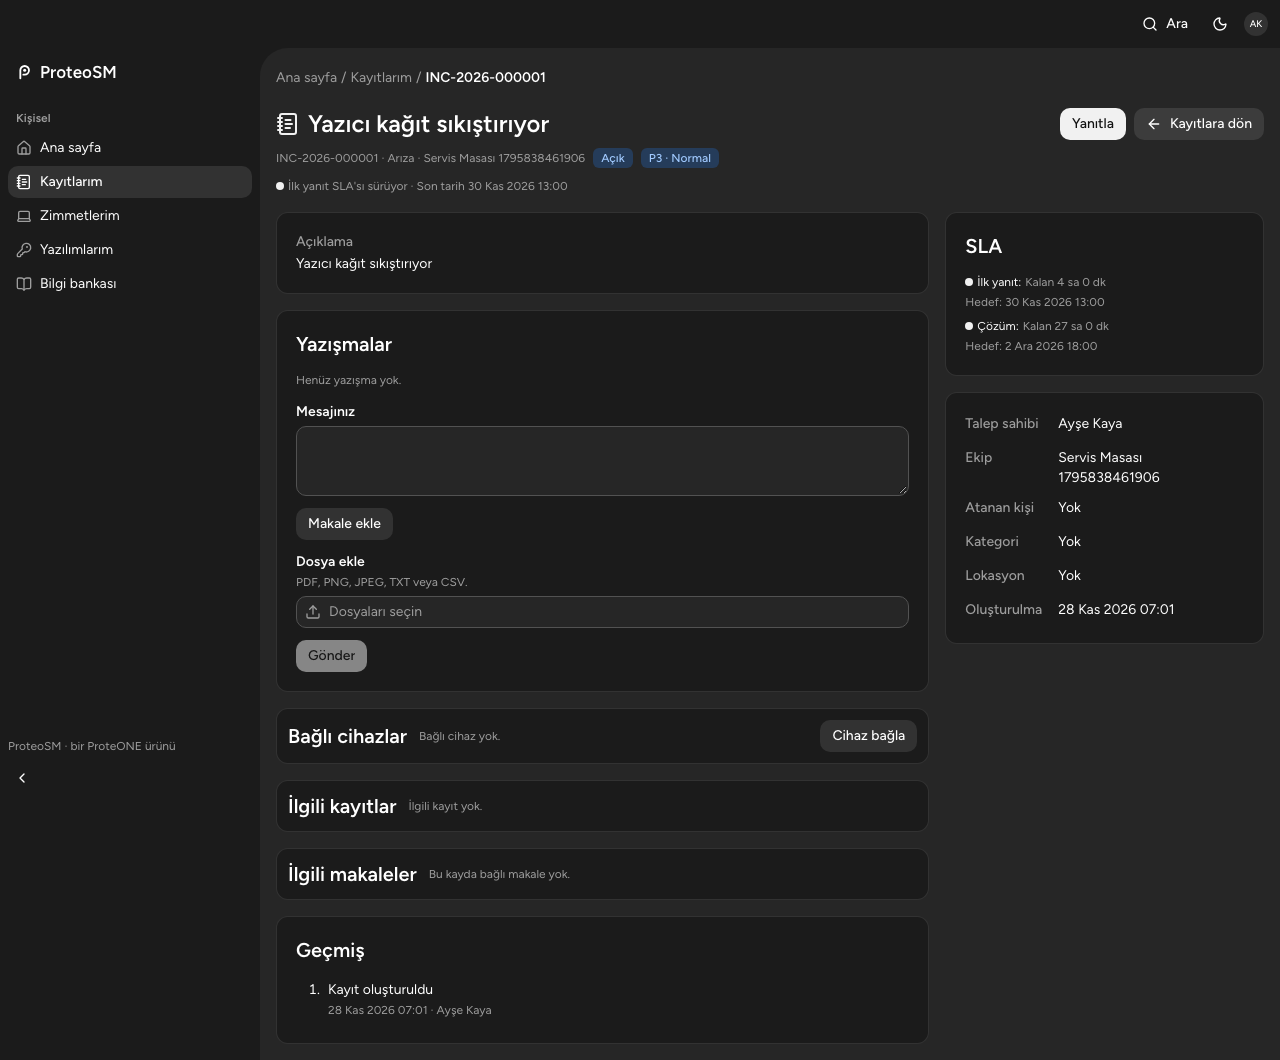 Ara
AK
ProteoSM
Kişisel
Ana sayfa
Kayıtlarım
Zimmetlerim
Yazılımlarım
Bilgi bankası
ProteoSM · bir ProteONE ürünü
Ana sayfa / Kayıtlarım / INC-2026-000001
Yazıcı kağıt sıkıştırıyor
Yanıtla
Kayıtlara dön
INC-2026-000001 · Arıza · Servis Masası 1795838461906 Açık P3 · Normal
İlk yanıt SLA'sı sürüyor · Son tarih 30 Kas 2026 13:00
Açıklama
Yazıcı kağıt sıkıştırıyor
Yazışmalar
Henüz yazışma yok.
Mesajınız
Makale ekle
Dosya ekle
PDF, PNG, JPEG, TXT veya CSV.
Dosyaları seçin
Gönder
Bağlı cihazlar Bağlı cihaz yok.
Cihaz bağla
İlgili kayıtlar İlgili kayıt yok.
İlgili makaleler Bu kayda bağlı makale yok.
Geçmiş
1. Kayıt oluşturuldu
28 Kas 2026 07:01 · Ayşe Kaya
SLA
İlk yanıt: Kalan 4 sa 0 dk
Hedef: 30 Kas 2026 13:00
Çözüm: Kalan 27 sa 0 dk
Hedef: 2 Ara 2026 18:00
Talep sahibi Ayşe Kaya
Ekip Servis Masası
1795838461906
Atanan kişi Yok
Kategori Yok
Lokasyon Yok
Oluşturulma 28 Kas 2026 07:01